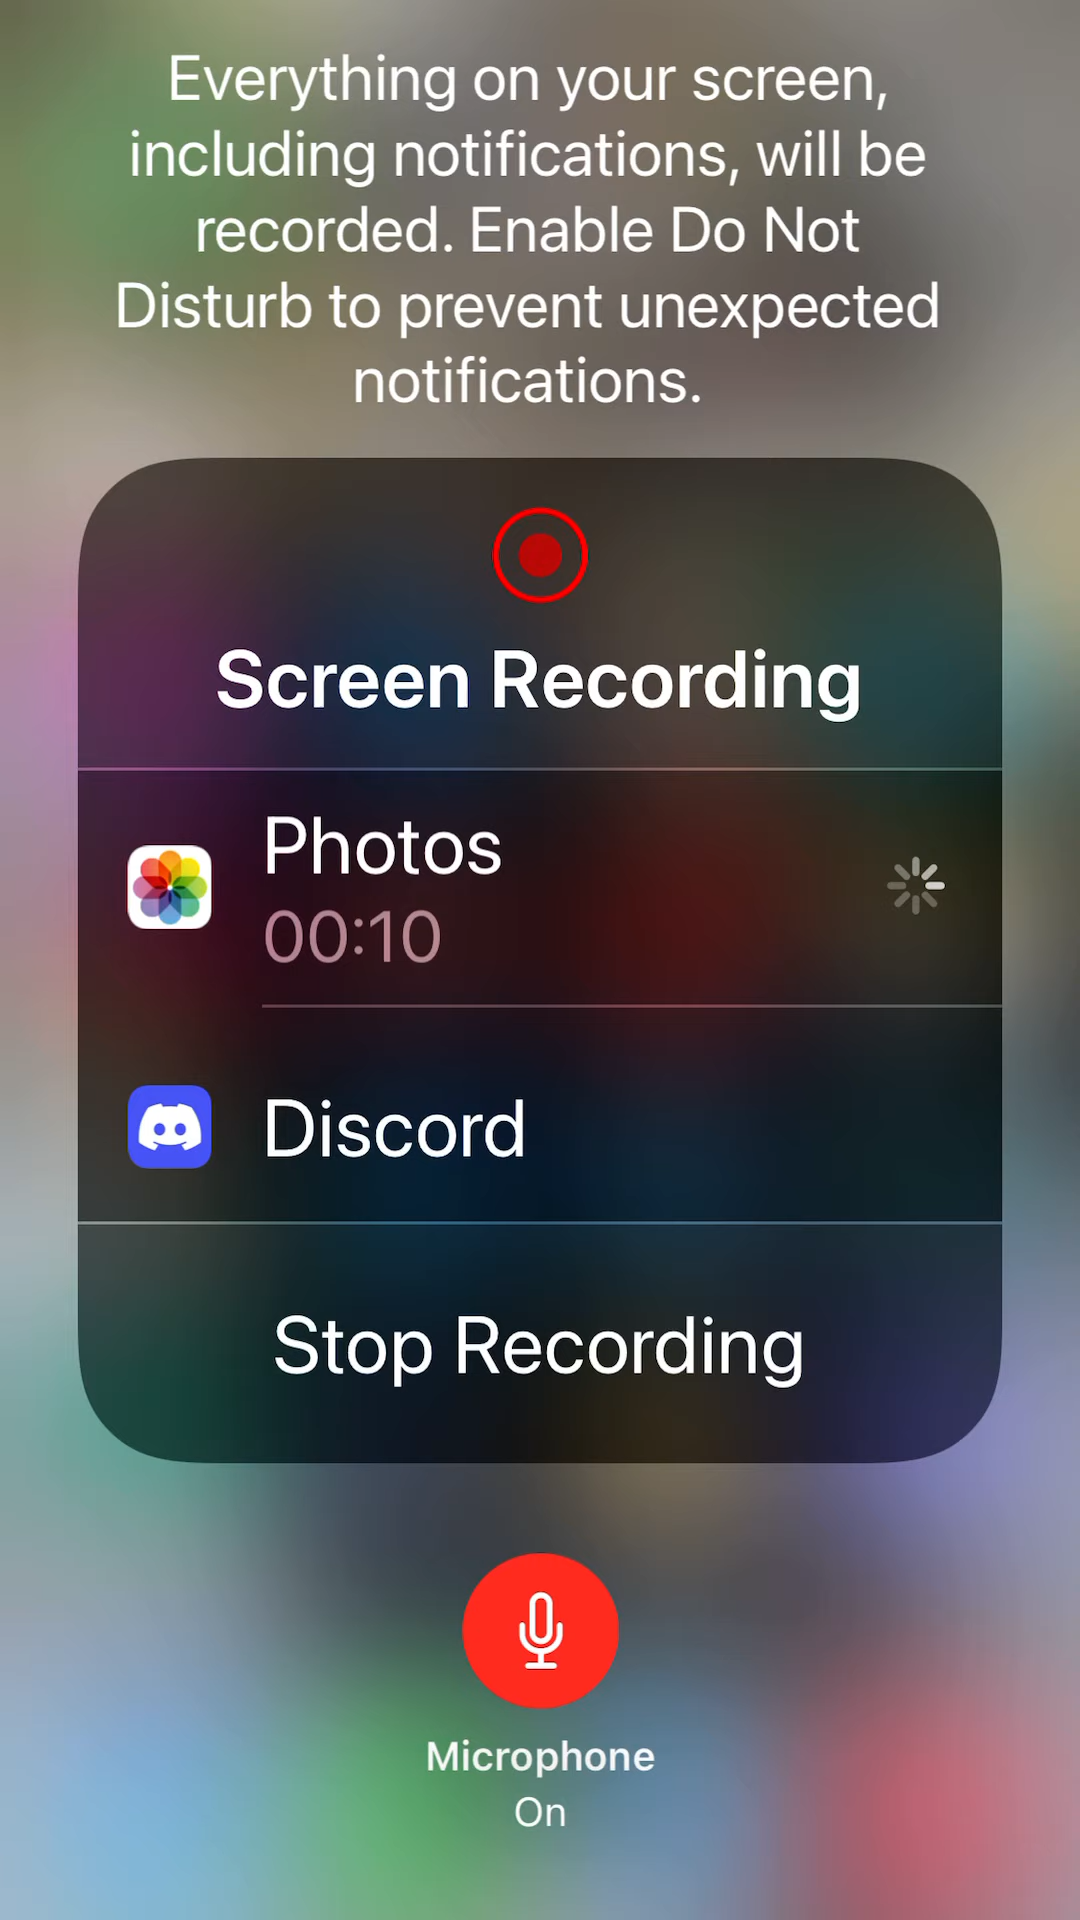 Everything on your screen,
including notifications, will be
recorded. Enable Do Not
Disturb to prevent unexpected
notifications.
Screen Recording
Photos
00:10
Discord
Stop Recording
Microphone
On